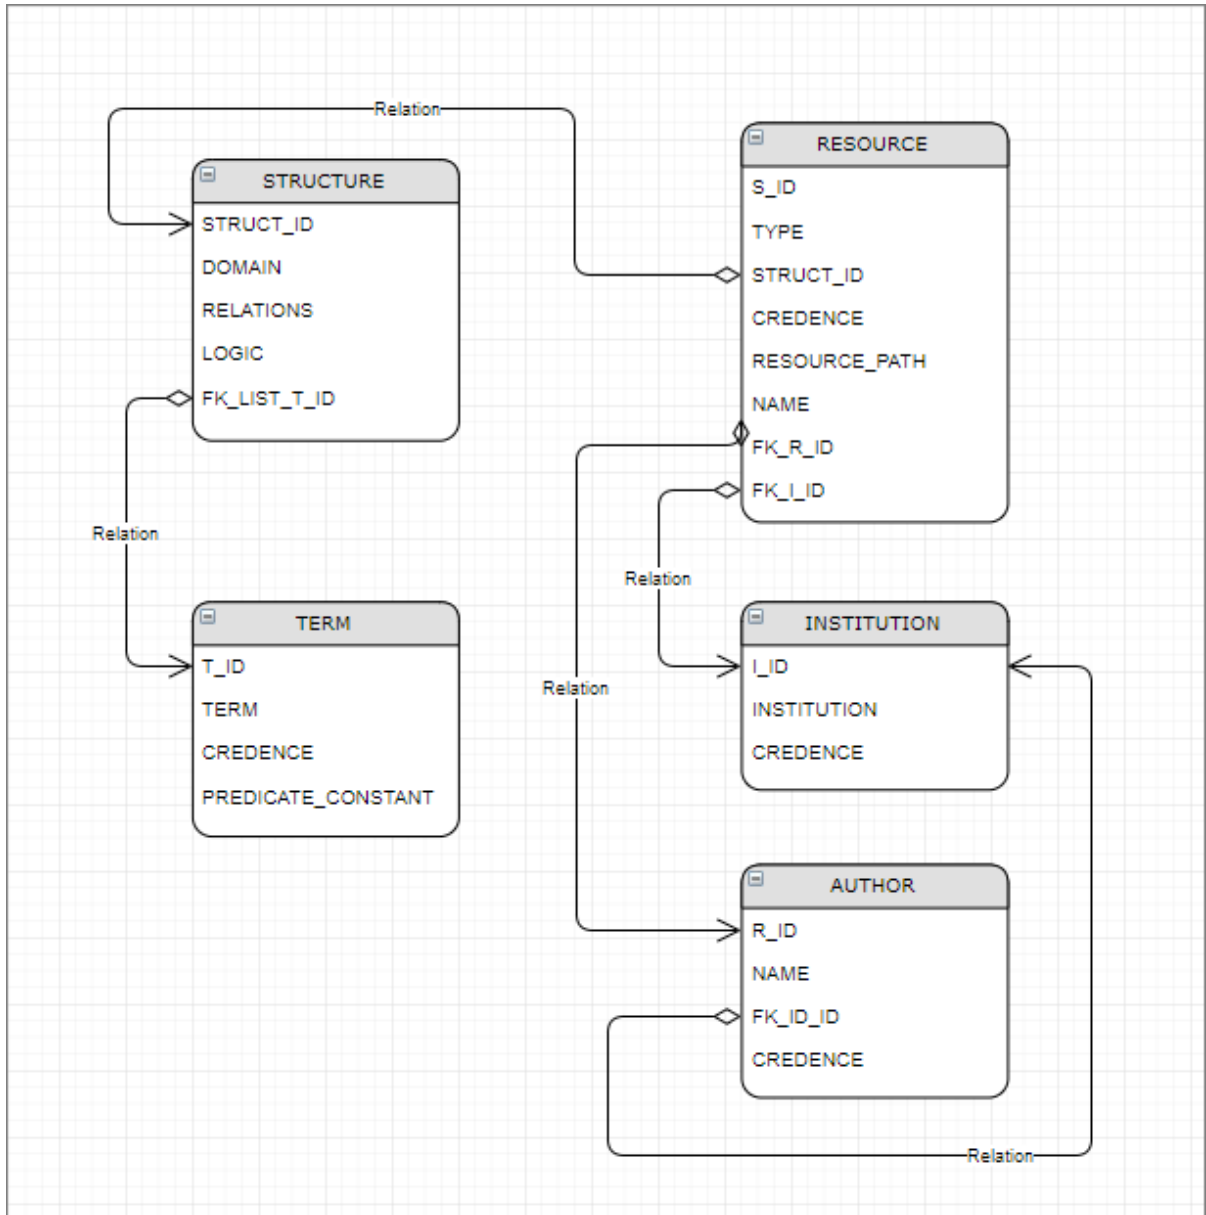 Relation
STRUCTURE
STRUCT_ID
DOMAIN
RELATIONS
LOGIC
FK_LIST_T_ID
RESOURCE
S_ID
TYPE
STRUCT_ID
CREDENCE
RESOURCE_PATH
NAME
FK_R_ID
FK_I_ID
Relation
Relation
Relation
TERM
T_ID
TERM
CREDENCE
PREDICATE_CONSTANT
INSTITUTION
I_ID
INSTITUTION
CREDENCE
AUTHOR
R_ID
NAME
FK_ID_ID
CREDENCE
Relation